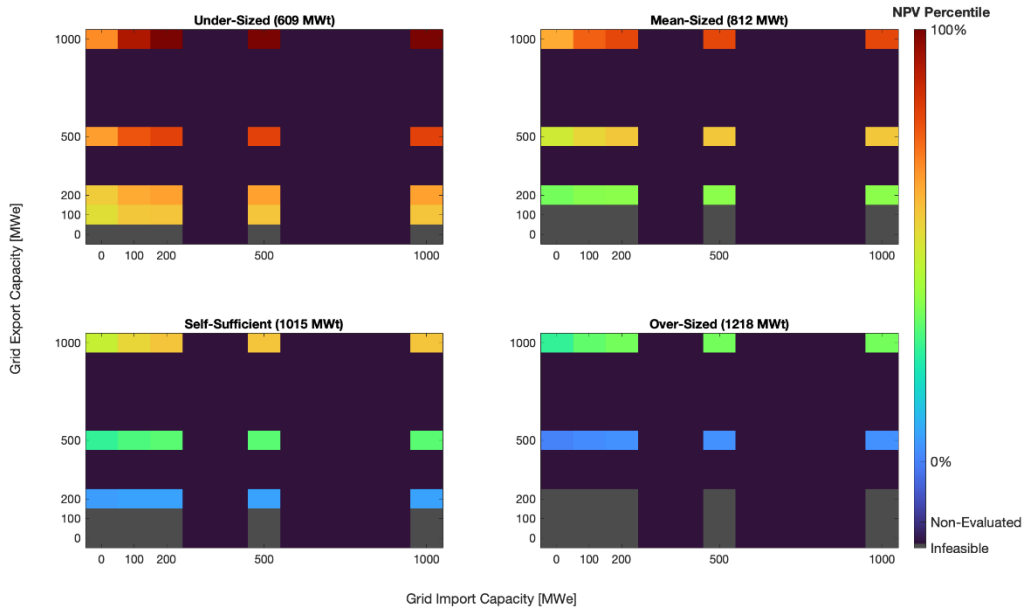 Under-Sized (609 MWt)
Mean-Sized (812 MWt)
NPV Percentile
1000
500
200
100
0
0 100 200 500 1000
1000
500
200
100
0
0 100 200 500 1000
100%
0%
Non-Evaluated
Infeasible
Grid Export Capacity [MWe]
Self-Sufficient (1015 MWt)
Over-Sized (1218 MWt)
1000
500
200
100
0
0 100 200 500 1000
1000
500
200
100
0
0 100 200 500 1000
Grid Import Capacity [MWe]